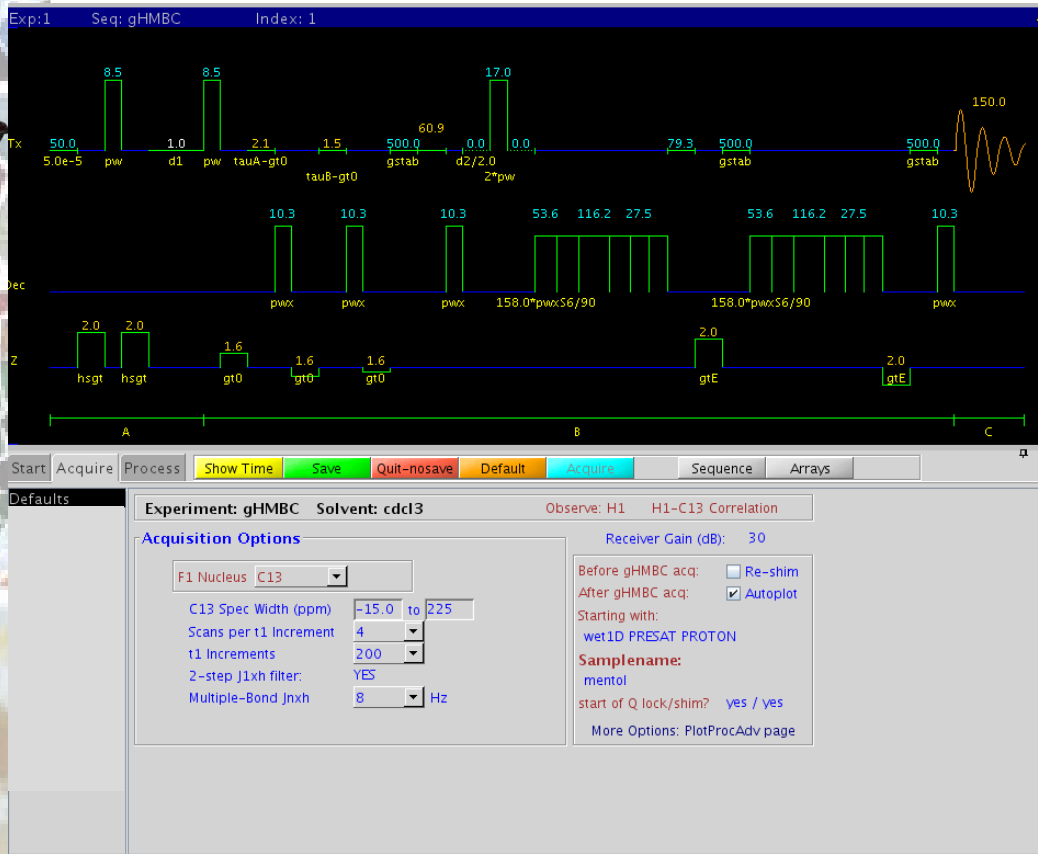 Exp:1 Seq: gHMBC Index: 1
8.5 8.5 17.0
150.0
60.9
Tx 50.0 1.0 2.1 1.5 500.0 0.0 0.0 79.3 500.0 500.0
5.0e-5 pw d1 pw tauA-gt0 gstab d2/2.0 gstab gstab
tauB-gt0 2*pw
10.3 10.3 10.3 53.6 116.2 27.5 53.6 116.2 27.5 10.3
Dec
pwx pwx pwx 158.0*pwxS6/90 158.0*pwxS6/90 pwx
2.0 2.0 2.0
1.6
Z 1.6 1.6 2.0
hsgt hsgt gt0 gt0 gt0 gtE gtE
A B C
Start Acquire Process Show Time Save Quit-nosave Default Acquire Sequence Arrays
Defaults
Experiment: gHMBC Solvent: cdcl3 Observe: H1 H1-C13 Correlation
Acquisition Options
F1 Nucleus C13
C13 Spec Width (ppm) -15.0 to 225
Scans per t1 Increment 4
t1 Increments 200
2-step J1xh filter: YES
Multiple-Bond Jnxh 8 Hz
Receiver Gain (dB): 30
Before gHMBC acq: Re-shim
After gHMBC acq: Autoplot
Starting with:
wet1D PRESAT PROTON
Samplename:
mentol
start of Q lock/shim? yes / yes
More Options: PlotProcAdv page